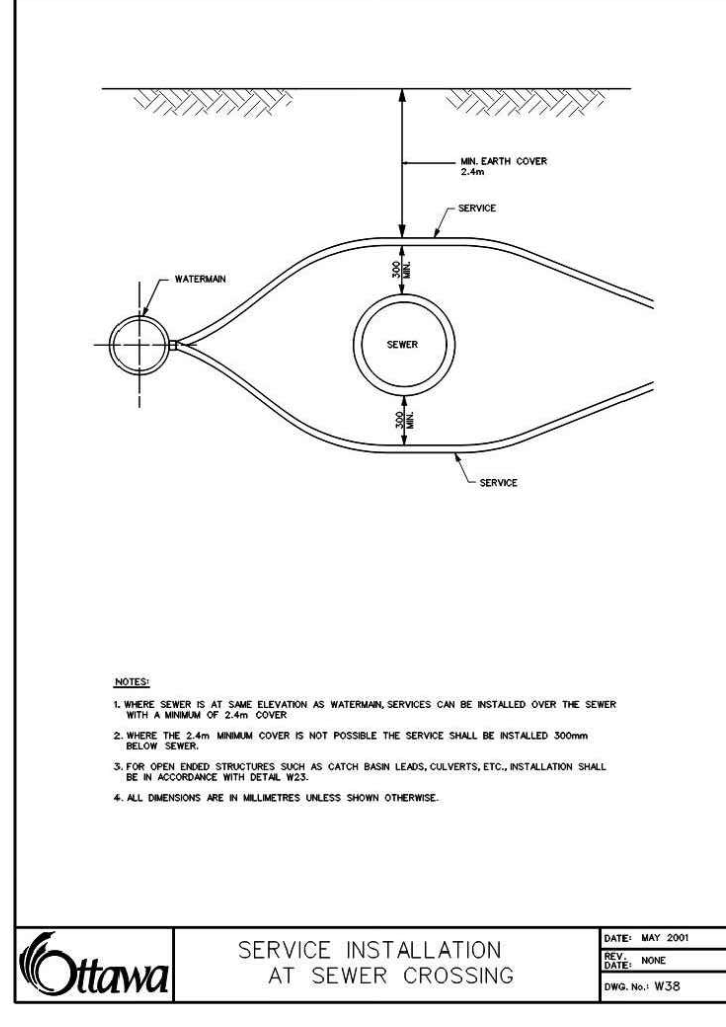 MIN. EARTH COVER
2.4m
SERVICE
300
MIN.
WATERMAIN
SEWER
300
MIN.
SERVICE
NOTES:
1. WHERE SEWER IS AT SAME ELEVATION AS WATERMAIN, SERVICES CAN BE INSTALLED OVER THE SEWER
WITH A MINIMUM OF 2.4m COVER
2. WHERE THE 2.4m MINIMUM COVER IS NOT POSSIBLE THE SERVICE SHALL BE INSTALLED 300mm
BELOW SEWER.
3. FOR OPEN ENDED STRUCTURES SUCH AS CATCH BASIN LEADS, CULVERTS, ETC., INSTALLATION SHALL
BE IN ACCORDANCE WITH DETAIL W23.
4. ALL DIMENSIONS ARE IN MILLIMETRES UNLESS SHOWN OTHERWISE.
Ottawa
SERVICE INSTALLATION
AT SEWER CROSSING
DATE: MAY 2001
REV.
DATE: NONE
DWG. No.: W38